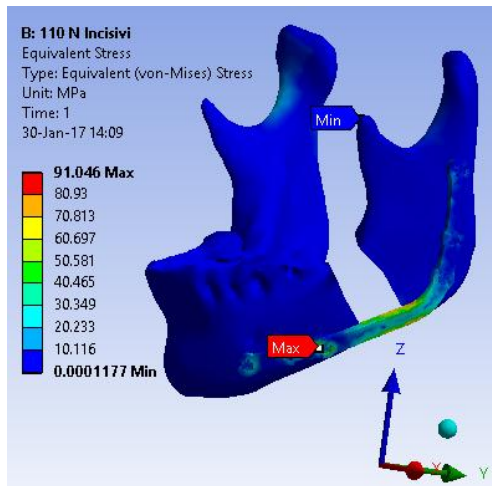 B: 110 N Incisivi
Equivalent Stress
Type: Equivalent (von-Mises) Stress
Unit: MPa
Time: 1
30-Jan-17 14:09
91.046 Max
80.93
70.813
60.697
50.581
40.465
30.349
20.233
10.116
0.0001177 Min
Min
Max
Z
X
Y